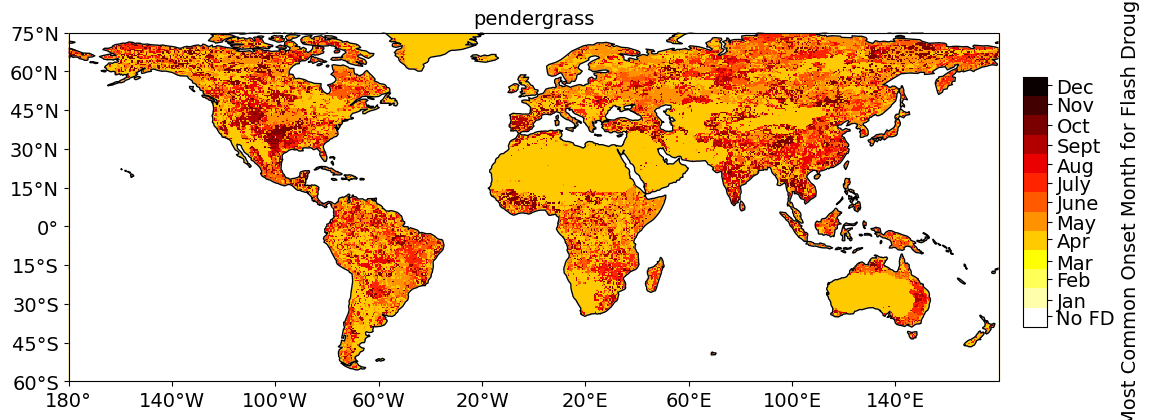 pendergrass
75°N
60°N
45°N
30°N
15°N
0°
15°S
30°S
45°S
60°S
180° 140°W 100°W 60°W 20°W 20°E 60°E 100°E 140°E
Dec
Nov
Oct
Sept
Aug
July
June
May
Apr
Mar
Feb
Jan
No FD
Most Common Onset Month for Flash Droug